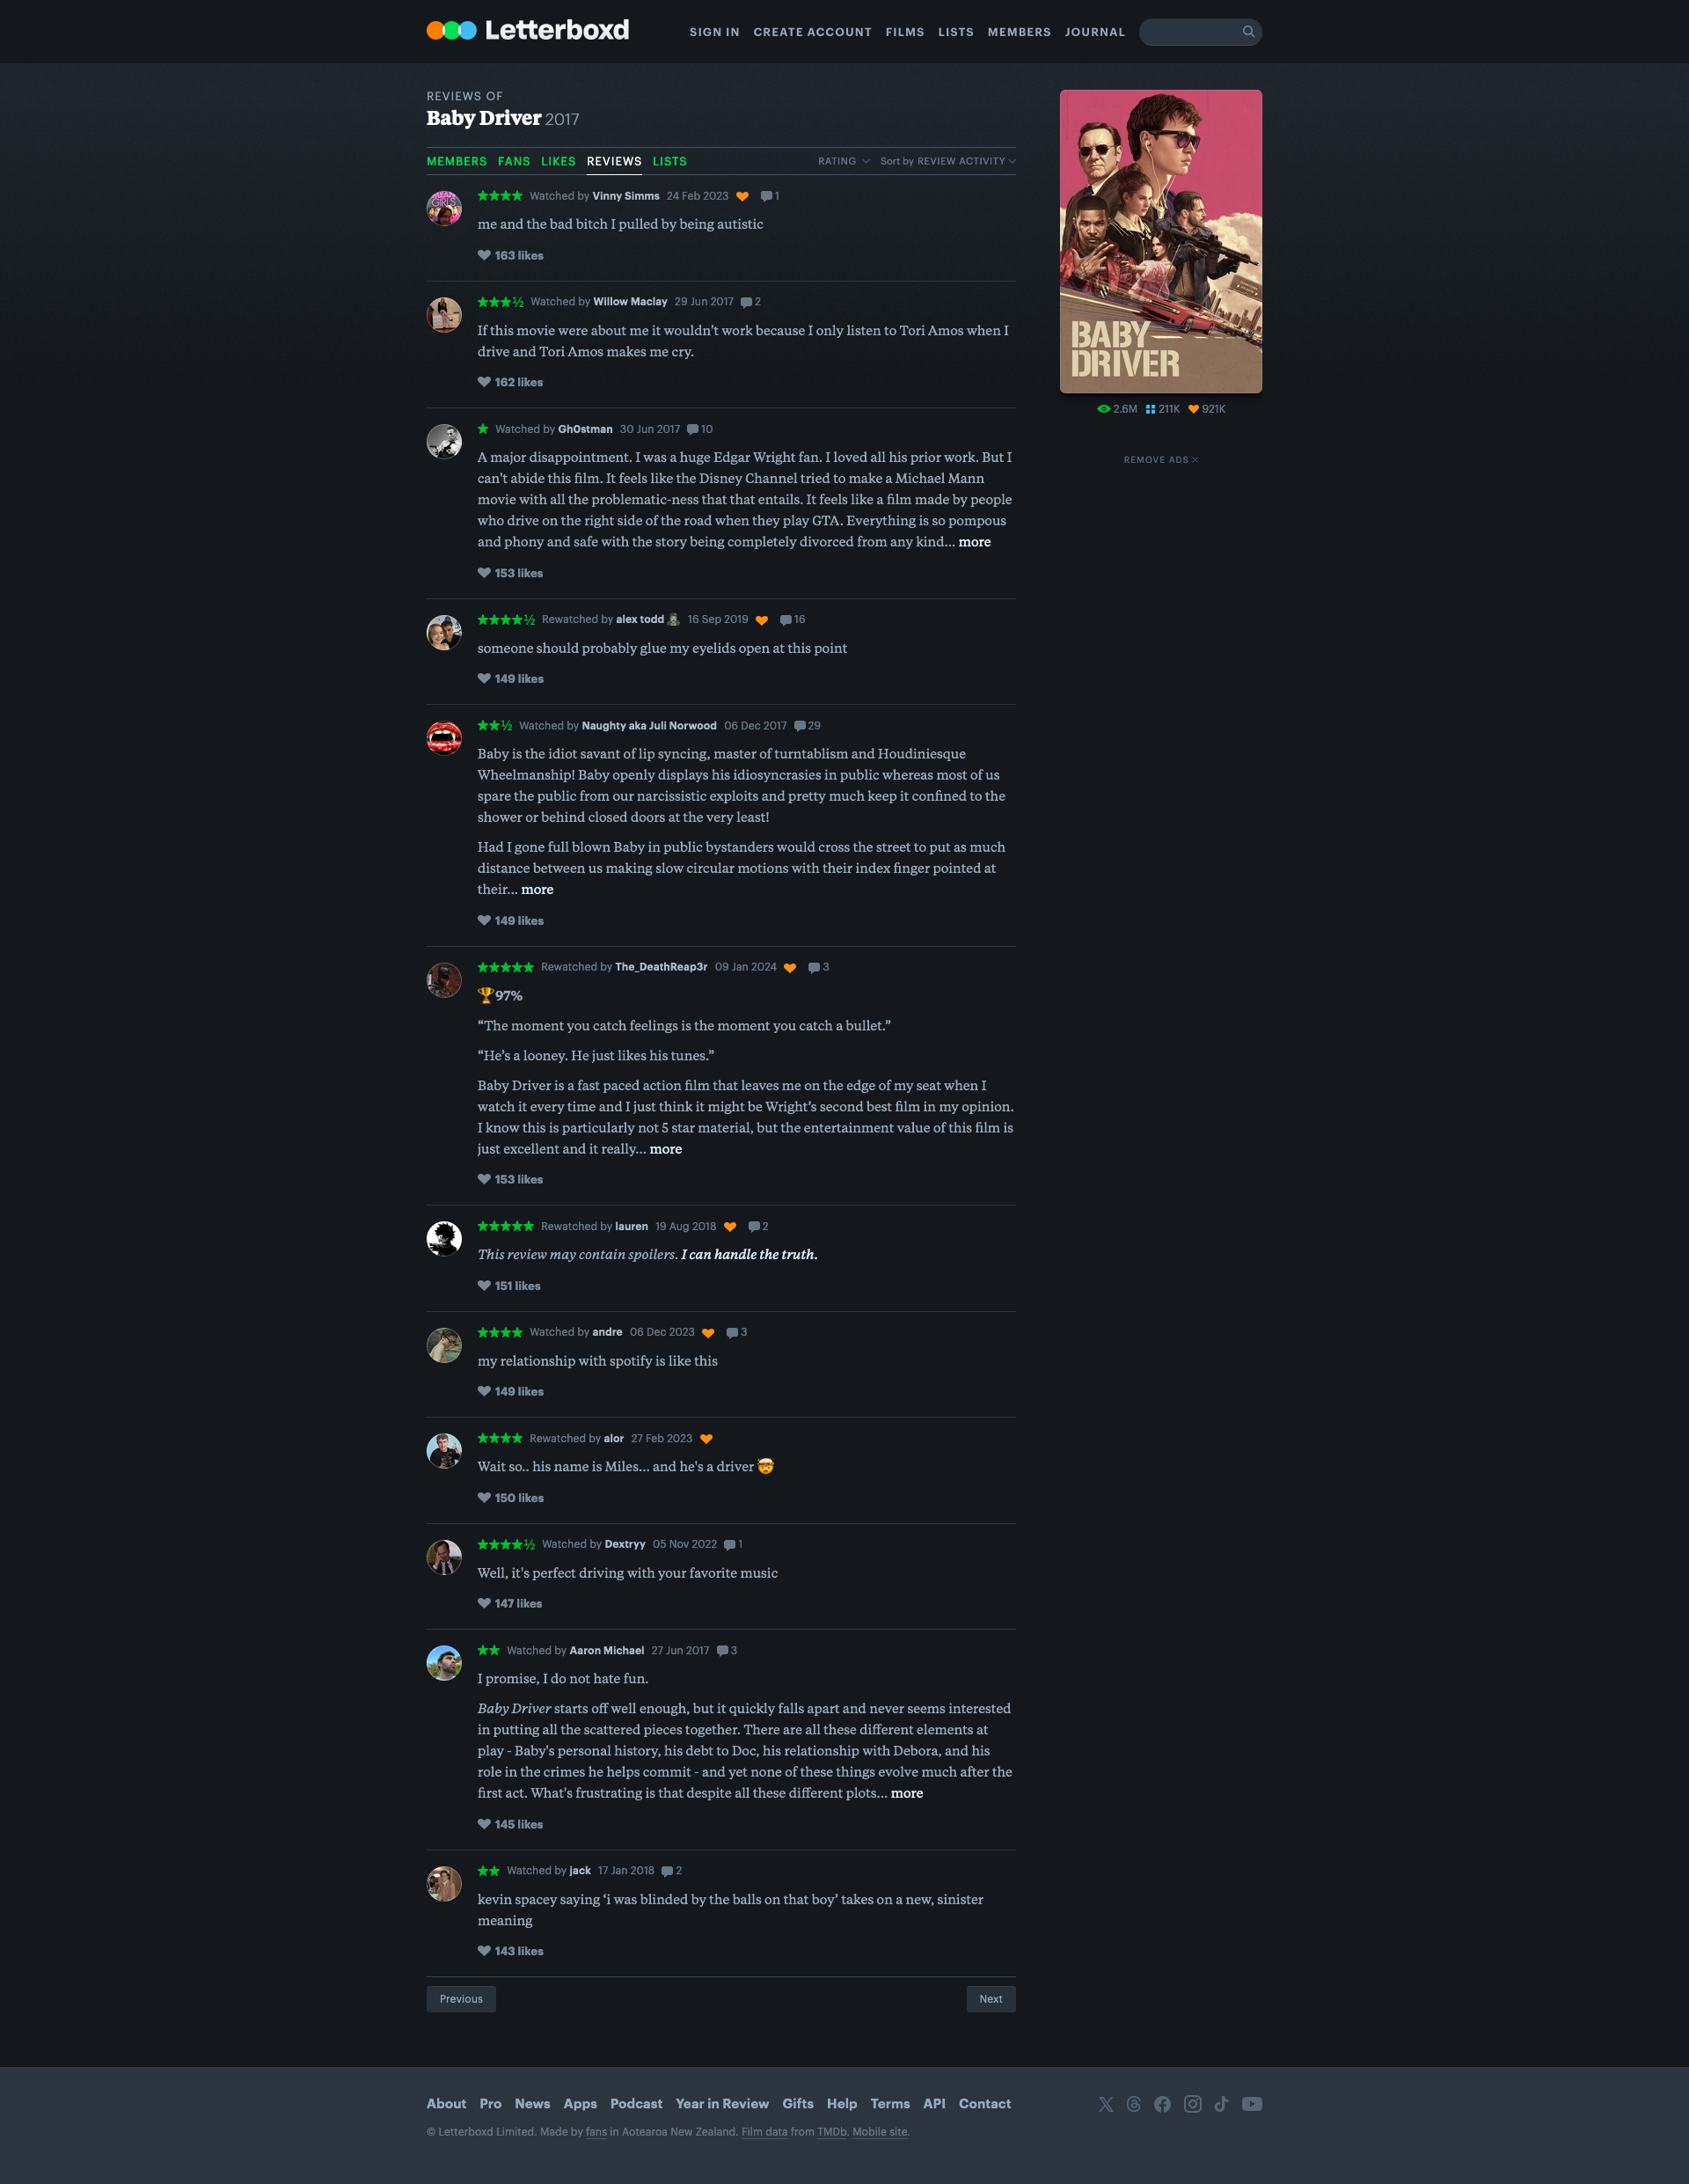 Letterboxd
SIGN IN CREATE ACCOUNT FILMS LISTS MEMBERS JOURNAL
REVIEWS OF
Baby Driver 2017
MEMBERS FANS LIKES REVIEWS LISTS RATING Sort by REVIEW ACTIVITY
★★★★ Watched by Vinny Simms 24 Feb 2023 1
me and the bad bitch I pulled by being autistic
163 likes
★★★½ Watched by Willow Maclay 29 Jun 2017 2
If this movie were about me it wouldn't work because I only listen to Tori Amos when I
drive and Tori Amos makes me cry.
162 likes
★ Watched by Gh0stman 30 Jun 2017 10
A major disappointment. I was a huge Edgar Wright fan. I loved all his prior work. But I
can't abide this film. It feels like the Disney Channel tried to make a Michael Mann
movie with all the problematic-ness that that entails. It feels like a film made by people
who drive on the right side of the road when they play GTA. Everything is so pompous
and phony and safe with the story being completely divorced from any kind... more
153 likes
★★★★½ Rewatched by alex todd 16 Sep 2019 16
someone should probably glue my eyelids open at this point
149 likes
★★½ Watched by Naughty aka Juli Norwood 06 Dec 2017 29
Baby is the idiot savant of lip syncing, master of turntablism and Houdiniesque
Wheelmanship! Baby openly displays his idiosyncrasies in public whereas most of us
spare the public from our narcissistic exploits and pretty much keep it confined to the
shower or behind closed doors at the very least!
Had I gone full blown Baby in public bystanders would cross the street to put as much
distance between us making slow circular motions with their index finger pointed at
their... more
149 likes
★★★★★ Rewatched by The_DeathReap3r 09 Jan 2024 3
🏆97%
“The moment you catch feelings is the moment you catch a bullet.”
“He’s a looney. He just likes his tunes.”
Baby Driver is a fast paced action film that leaves me on the edge of my seat when I
watch it every time and I just think it might be Wright’s second best film in my opinion.
I know this is particularly not 5 star material, but the entertainment value of this film is
just excellent and it really... more
153 likes
★★★★★ Rewatched by lauren 19 Aug 2018 2
This review may contain spoilers. I can handle the truth.
151 likes
★★★★ Watched by andre 06 Dec 2023 3
my relationship with spotify is like this
149 likes
★★★★ Rewatched by alor 27 Feb 2023
Wait so.. his name is Miles... and he's a driver 🤯
150 likes
★★★★½ Watched by Dextryy 05 Nov 2022 1
Well, it's perfect driving with your favorite music
147 likes
★★ Watched by Aaron Michael 27 Jun 2017 3
I promise, I do not hate fun.
Baby Driver starts off well enough, but it quickly falls apart and never seems interested
in putting all the scattered pieces together. There are all these different elements at
play - Baby's personal history, his debt to Doc, his relationship with Debora, and his
role in the crimes he helps commit - and yet none of these things evolve much after the
first act. What's frustrating is that despite all these different plots... more
145 likes
★★ Watched by jack 17 Jan 2018 2
kevin spacey saying ‘i was blinded by the balls on that boy’ takes on a new, sinister
meaning
143 likes
Previous Next
BABY
DRIVER
2.6M 211K 921K
REMOVE ADS
About Pro News Apps Podcast Year in Review Gifts Help Terms API Contact
© Letterboxd Limited. Made by fans in Aotearoa New Zealand. Film data from TMDb. Mobile site.